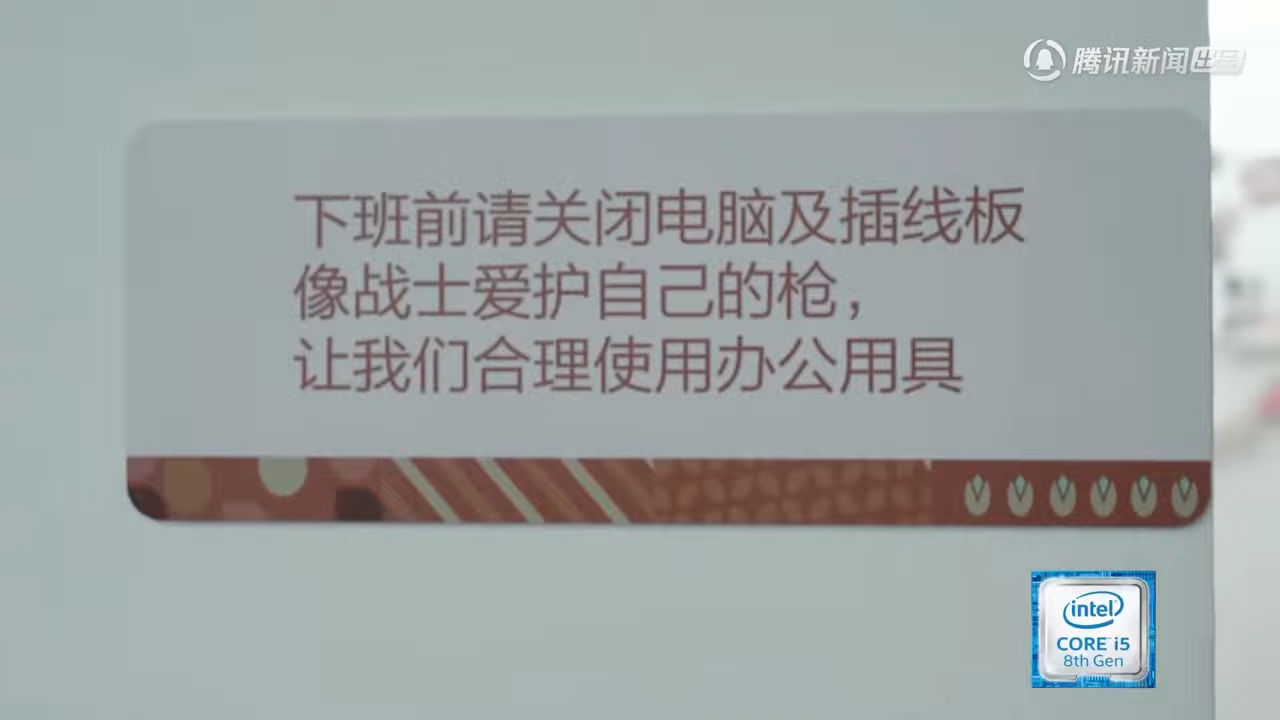 腾讯新闻出品
下班前请关闭电脑及插线板
像战士爱护自己的枪，
让我们合理使用办公用具
intel
CORE i5
8th Gen